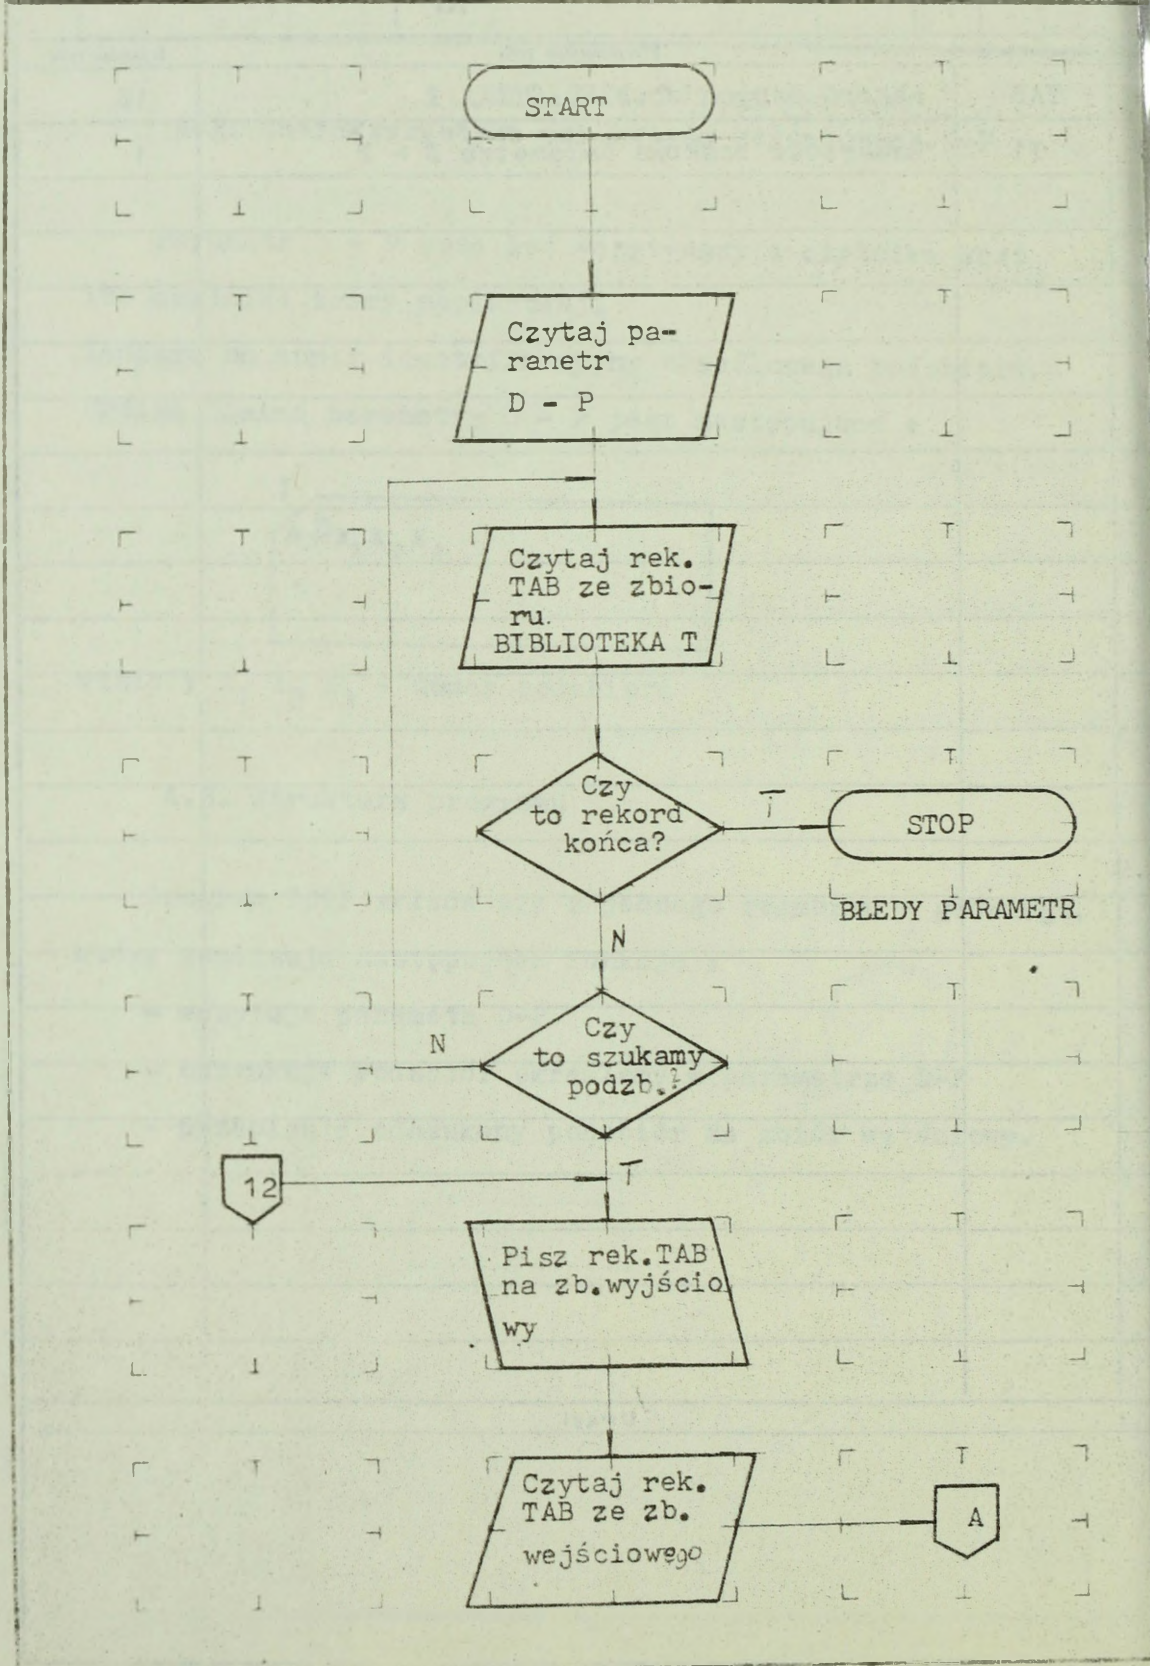 START
Czytaj pa-
ranetr
D - P
Czytaj rek.
TAB ze zbio-
ru.
BIBLIOTEKA T
Czy
to rekord
końca?
T
STOP
BŁEDY PARAMETR
N
Czy
to szukamy
podzb.?
N
T
12
Pisz rek.TAB
na zb.wyjścio
wy
Czytaj rek.
TAB ze zb.
wejściowego
A